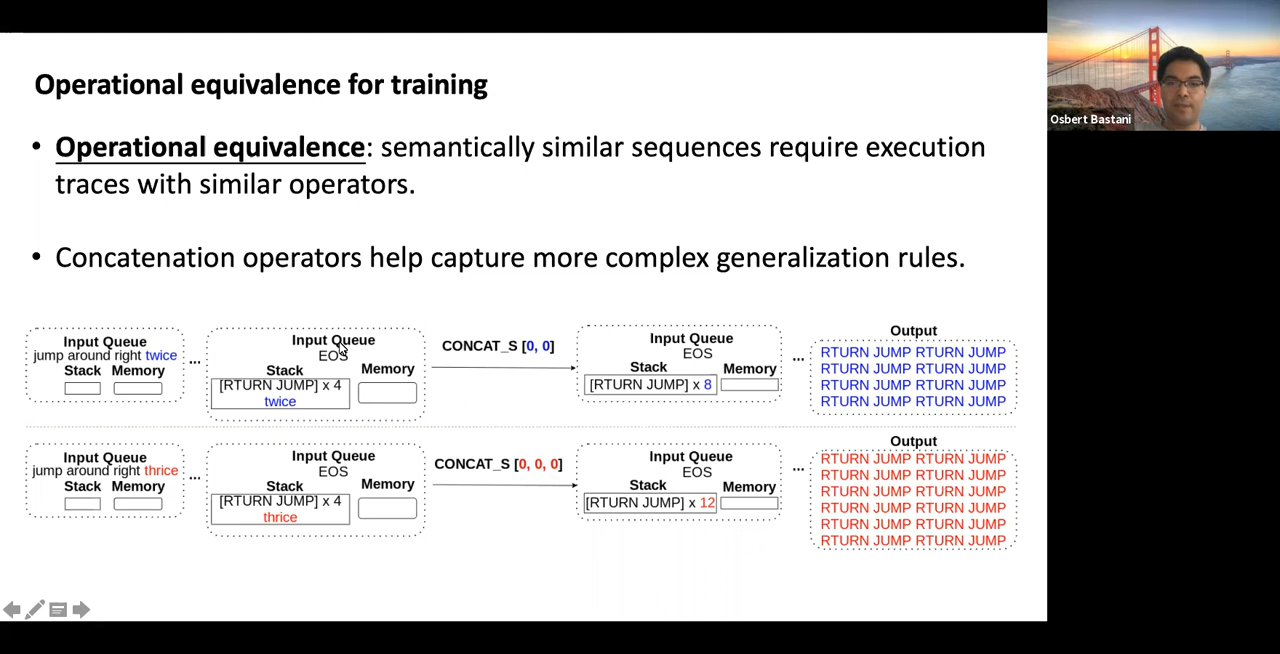 Operational equivalence for training
• Operational equivalence: semantically similar sequences require execution
traces with similar operators.
• Concatenation operators help capture more complex generalization rules.
Input Queue
jump around right twice
Stack Memory
...
Input Queue
EOS
Stack Memory
[RTURN JUMP] x 4
twice
CONCAT_S [0, 0]
Input Queue
EOS
Stack Memory
[RTURN JUMP] x 8
...
Output
RTURN JUMP RTURN JUMP
RTURN JUMP RTURN JUMP
RTURN JUMP RTURN JUMP
RTURN JUMP RTURN JUMP
Input Queue
jump around right thrice
Stack Memory
...
Input Queue
EOS
Stack Memory
[RTURN JUMP] x 4
thrice
CONCAT_S [0, 0, 0]
Input Queue
EOS
Stack Memory
[RTURN JUMP] x 12
...
Output
RTURN JUMP RTURN JUMP
RTURN JUMP RTURN JUMP
RTURN JUMP RTURN JUMP
RTURN JUMP RTURN JUMP
RTURN JUMP RTURN JUMP
RTURN JUMP RTURN JUMP
Osbert Bastani